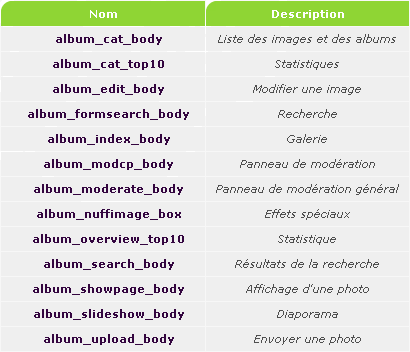 Nom Description
album_cat_body Liste des images et des albums
album_cat_top10 Statistiques
album_edit_body Modifier une image
album_formsearch_body Recherche
album_index_body Galerie
album_modcp_body Panneau de modération
album_moderate_body Panneau de modération général
album_nuffimage_box Effets spéciaux
album_overview_top10 Statistique
album_search_body Résultats de la recherche
album_showpage_body Affichage d'une photo
album_slideshow_body Diaporama
album_upload_body Envoyer une photo